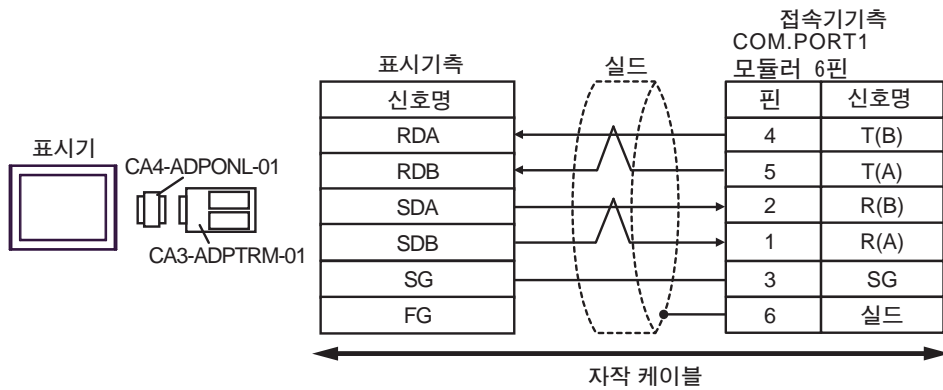 접속기기측
COM.PORT1
표시기측
실드
모듈러 6핀
신호명
핀
신호명
RDA
4
T(B)
RDB
5
T(A)
SDA
2
R(B)
SDB
1
R(A)
SG
3
SG
FG
6
실드
표시기
CA4-ADPONL-01
CA3-ADPTRM-01
자작 케이블